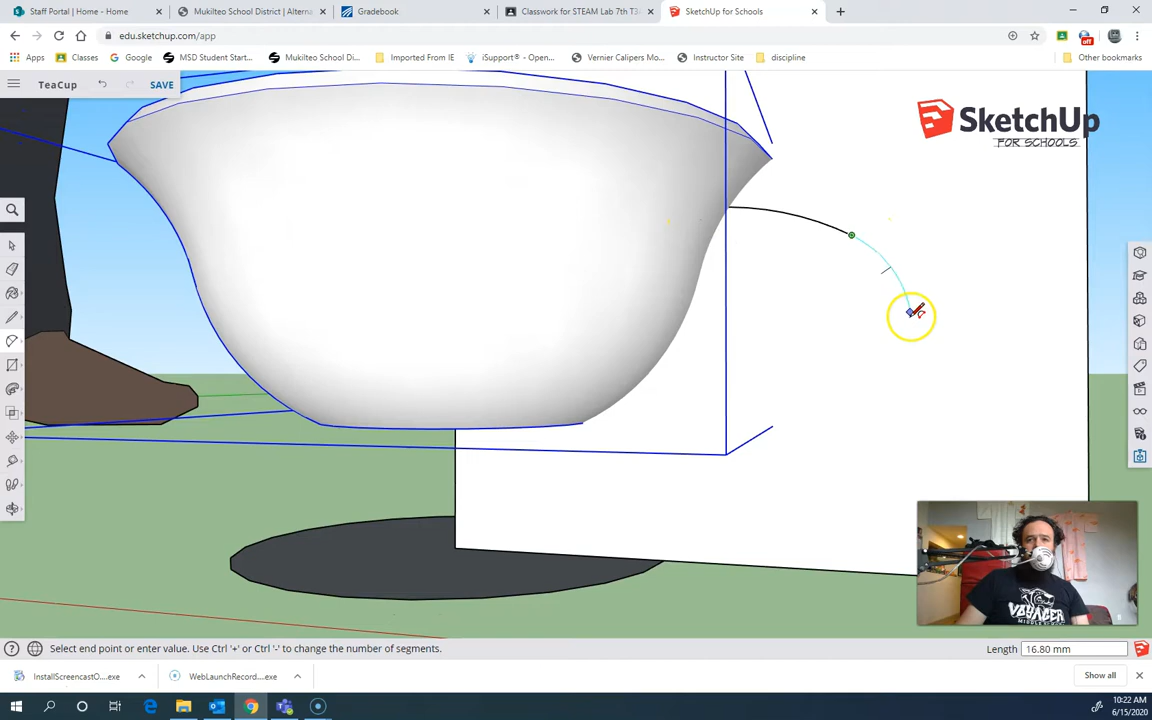 Staff Portal | Home - Home
Mukilteo School District | Alterna
Gradebook
Classwork for STEAM Lab 7th T3
SketchUp for Schools
edu.sketchup.com/app
Apps
Google
MSD Student Start...
Mukilteo School Di...
Imported From IE
iSupport® - Open...
Vernier Calipers Mo...
Instructor Site
discipline
Other bookmarks
off
TeaCup
SAVE
SketchUp
FOR SCHOOLS
VOYAGER
MIDDLE
Select end point or enter value. Use Ctrl '+' or Ctrl '-' to change the number of segments.
Length
16.80 mm
InstallScreencastO....exe
WebLaunchRecord....exe
Show all
10:22 AM
6/15/2020